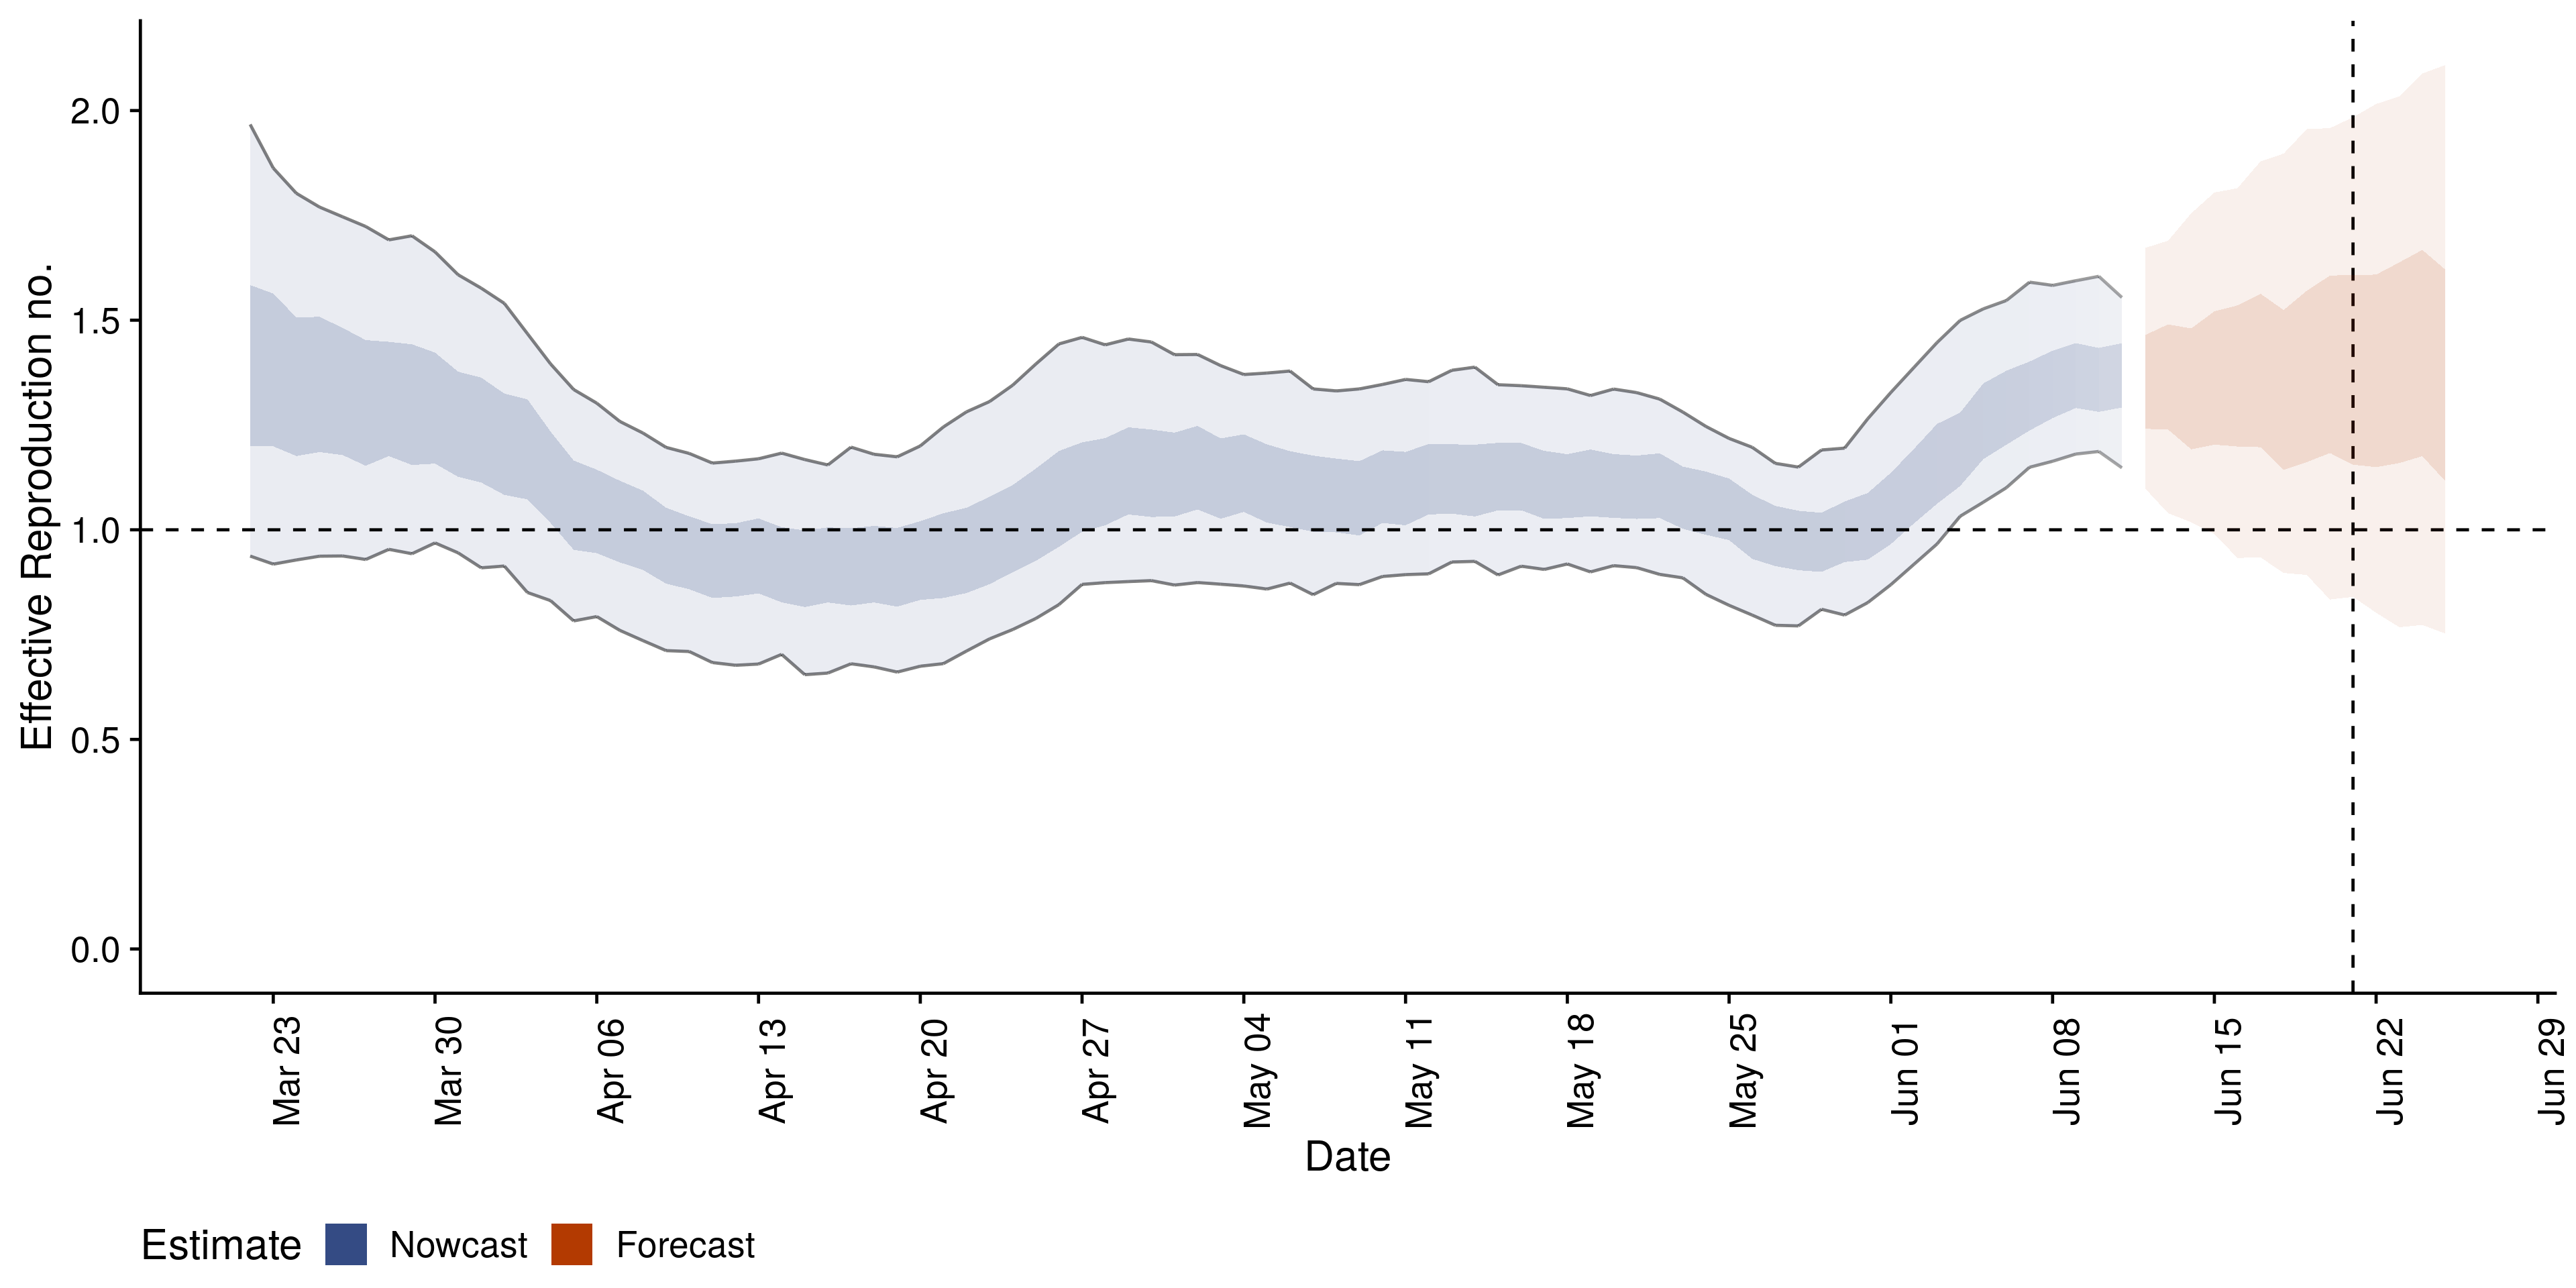 Effective Reproduction no.
2.0
1.5
1.0
0.5
0.0
Mar 23
Mar 30
Apr 06
Apr 13
Apr 20
Apr 27
May 04
May 11
May 18
May 25
Jun 01
Jun 08
Jun 15
Jun 22
Jun 29
Date
Estimate Nowcast Forecast